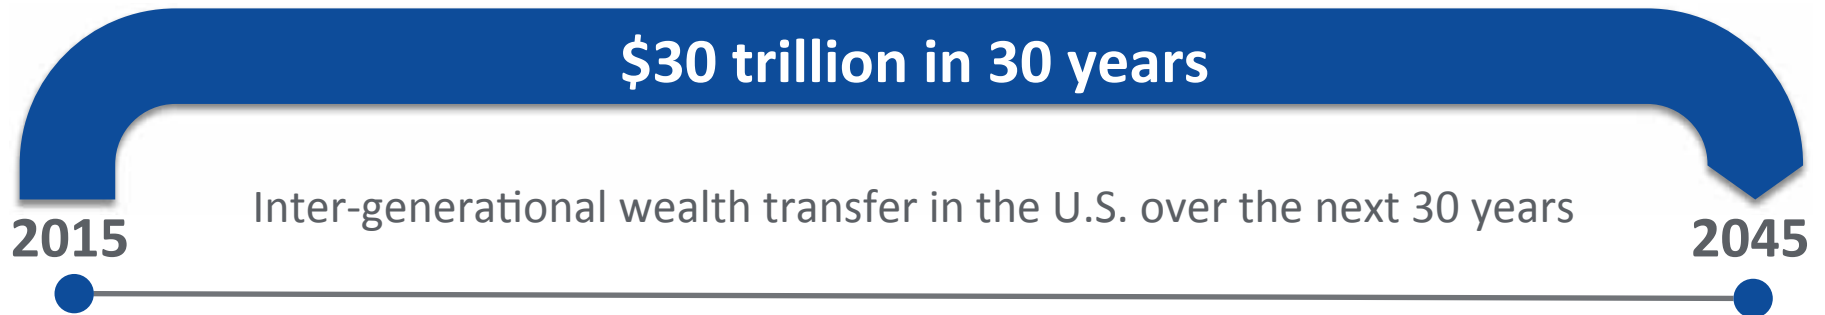 $30 trillion in 30 years
Inter-generational wealth transfer in the U.S. over the next 30 years
2015
2045